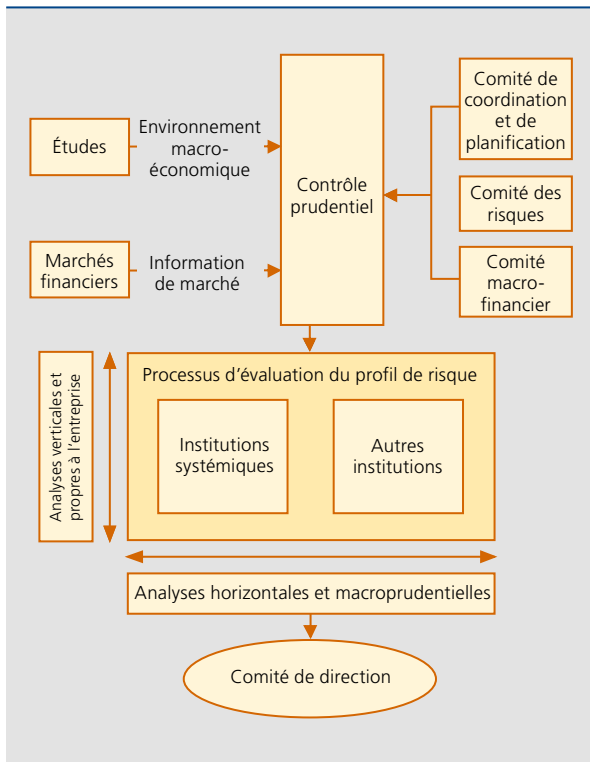 Études
Environnement
macro-
économique
Marchés
financiers
Information
de marché
Contrôle
prudentiel
Comité de
coordination
et de
planification
Comité des
risques
Comité
macro-
financier
Analyses verticales et
propres à l'entreprise
Processus d'évaluation du profil de risque
Institutions
systémiques
Autres
institutions
Analyses horizontales et macroprudentielles
Comité de direction